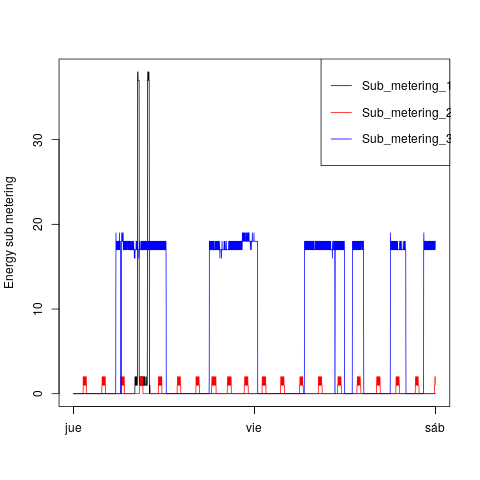 Sub_metering_1
Sub_metering_2
Sub_metering_3
Energy sub metering
30
20
10
0
jue
vie
sáb